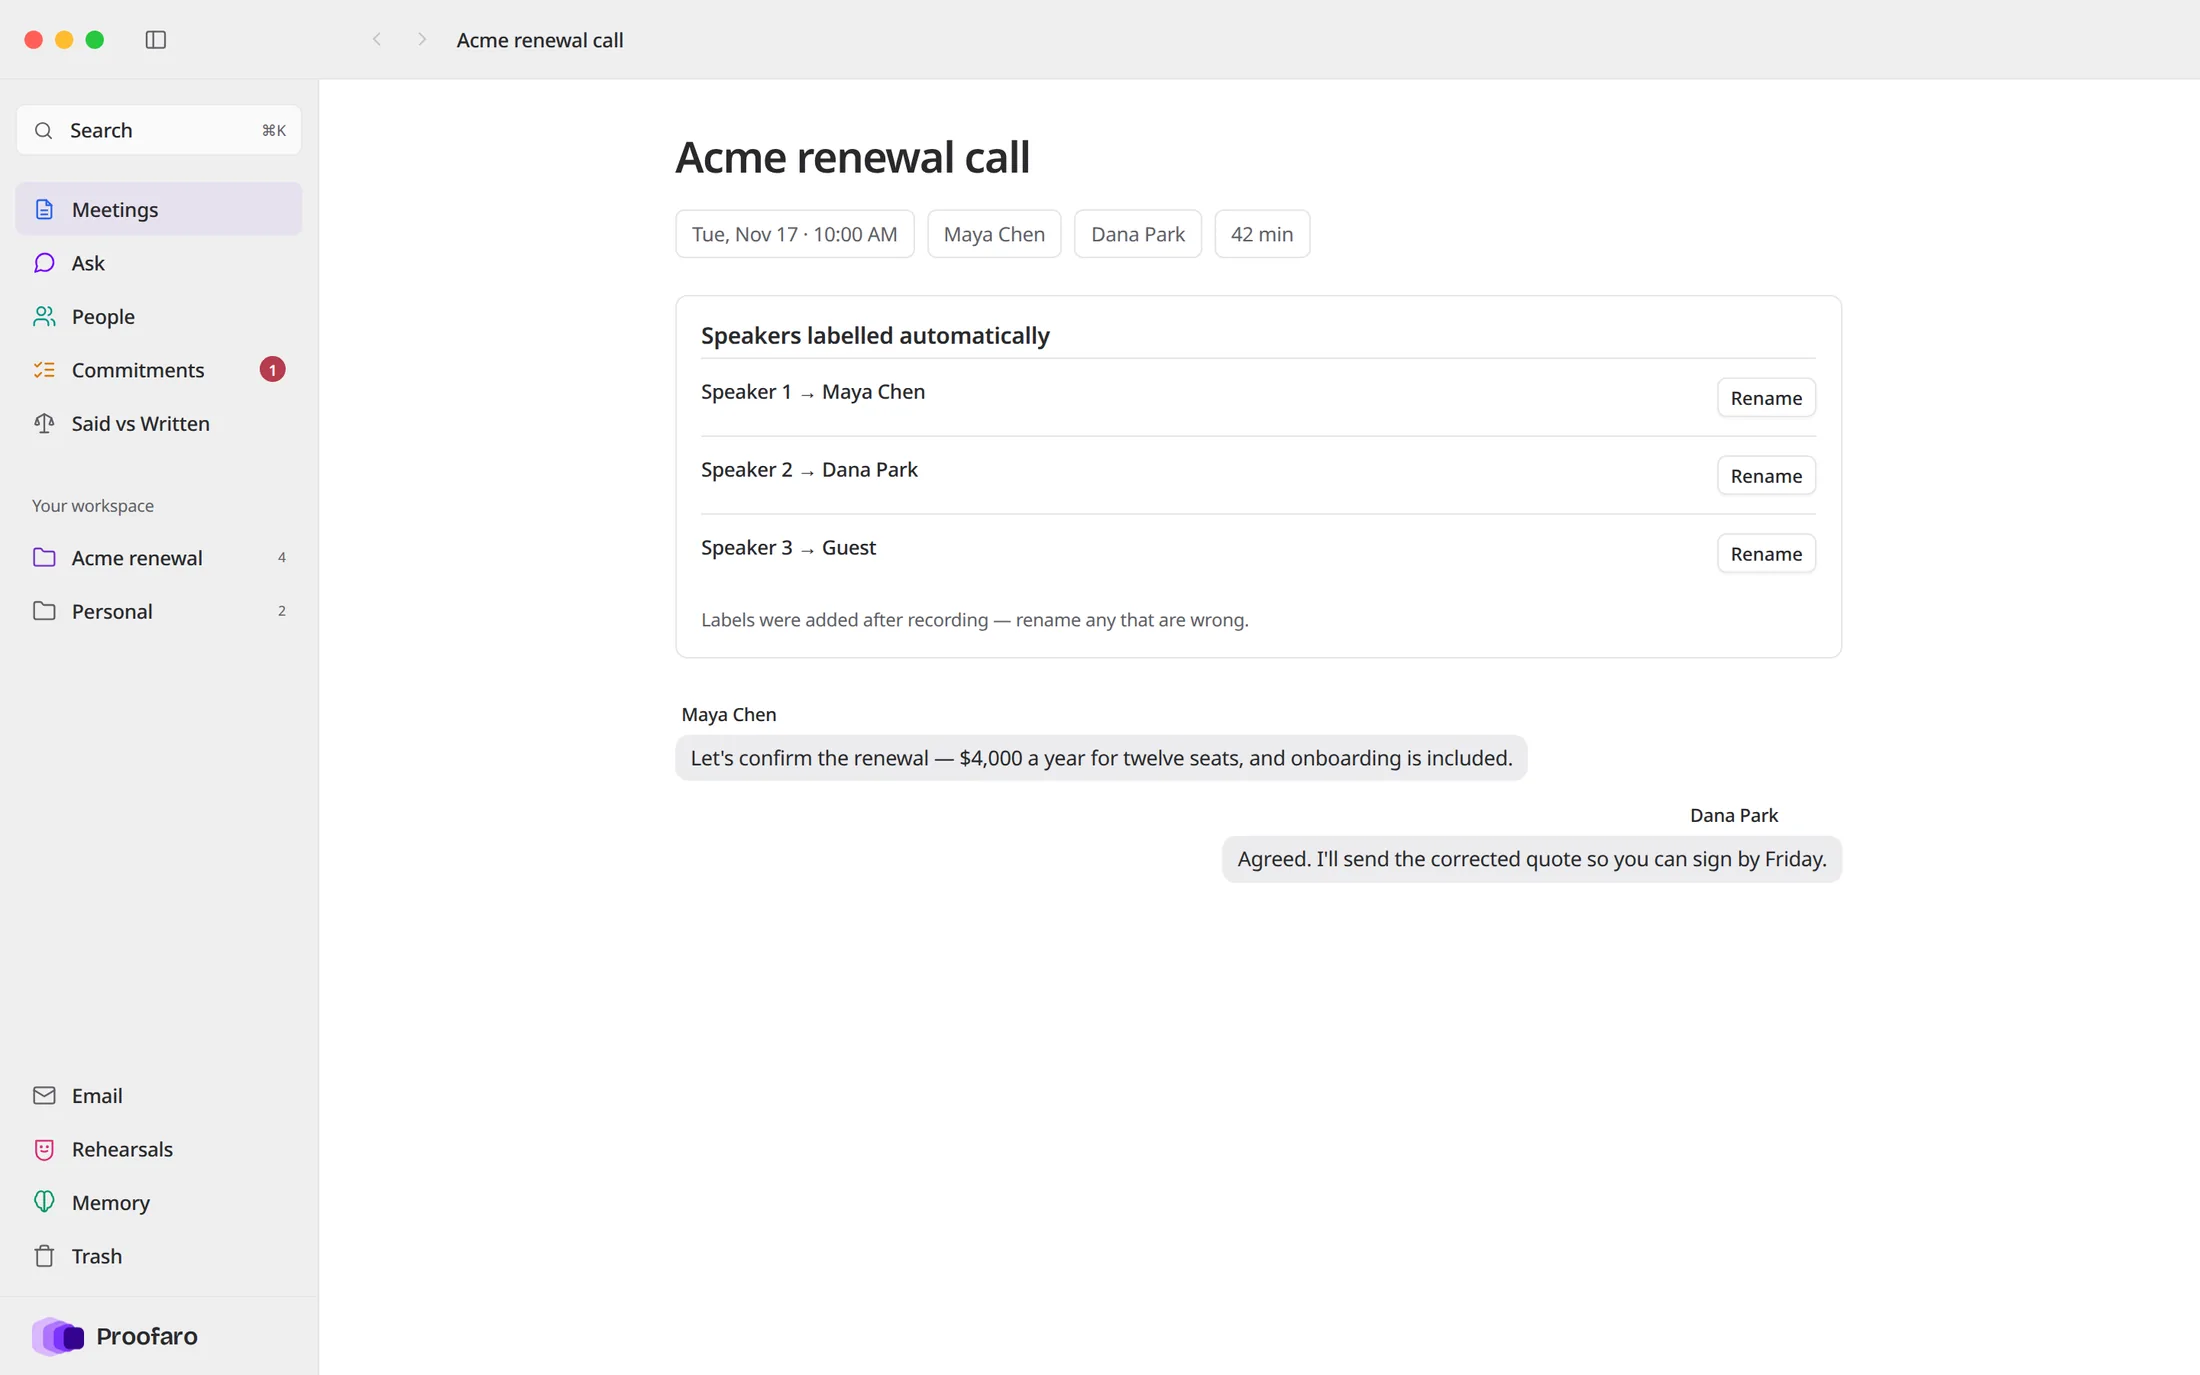 Acme renewal call
Search ⌘K
Meetings
Ask
People
Commitments 1
Said vs Written
Your workspace
Acme renewal 4
Personal 2
Email
Rehearsals
Memory
Trash
Proofaro
Acme renewal call
Tue, Nov 17 · 10:00 AM Maya Chen Dana Park 42 min
Speakers labelled automatically
Speaker 1 → Maya Chen Rename
Speaker 2 → Dana Park Rename
Speaker 3 → Guest Rename
Labels were added after recording — rename any that are wrong.
Maya Chen
Let's confirm the renewal — $4,000 a year for twelve seats, and onboarding is included.
Dana Park
Agreed. I'll send the corrected quote so you can sign by Friday.